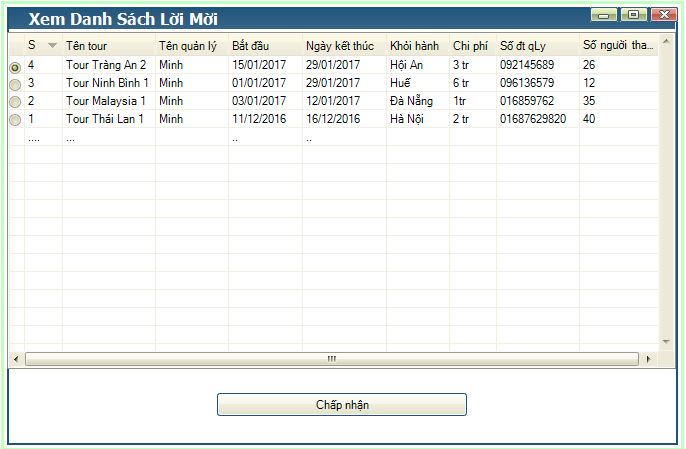 Xem Danh Sách Lời Mời
S Tên tour Tên quản lý Bắt đầu Ngày kết thúc Khỏi hành Chi phí Số đt qLy Số người tha...
4 Tour Tràng An 2 Minh 15/01/2017 29/01/2017 Hội An 3 tr 092145689 26
3 Tour Ninh Bình 1 Minh 01/01/2017 29/01/2017 Huế 6 tr 096136579 12
2 Tour Malaysia 1 Minh 03/01/2017 12/01/2017 Đà Nẵng 1tr 016859762 35
1 Tour Thái Lan 1 Minh 11/12/2016 16/12/2016 Hà Nội 2 tr 01687629820 40
.... ... .. ..
Chấp nhận